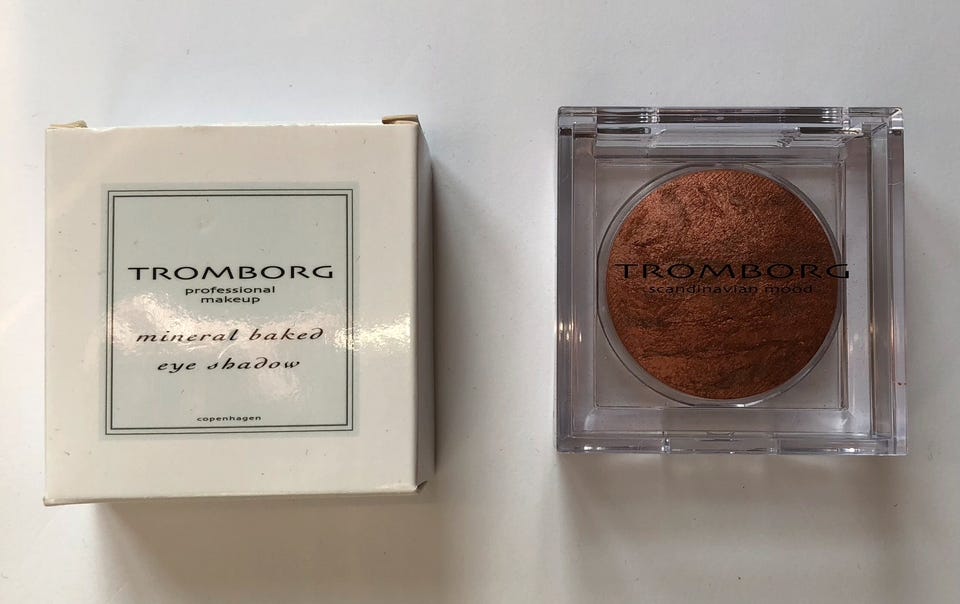 TROMBORG
professional
makeup
mineral baked
eye shadow
copenhagen
TROMBORG
scandinavian mood